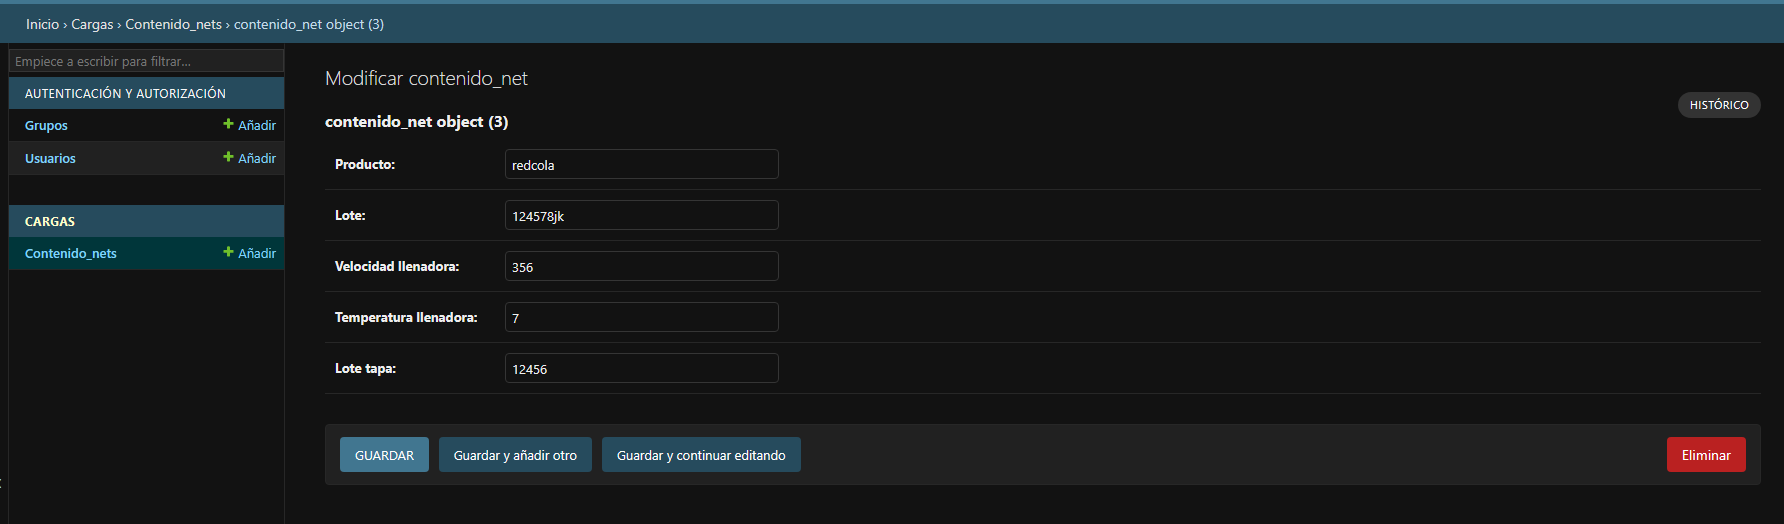 Inicio › Cargas › Contenido_nets › contenido_net object (3)
Empiece a escribir para filtrar...
AUTENTICACIÓN Y AUTORIZACIÓN
Grupos + Añadir
Usuarios + Añadir
CARGAS
Contenido_nets + Añadir
Modificar contenido_net
HISTÓRICO
contenido_net object (3)
Producto: redcola
Lote: 124578jk
Velocidad llenadora: 356
Temperatura llenadora: 7
Lote tapa: 12456
GUARDAR Guardar y añadir otro Guardar y continuar editando Eliminar